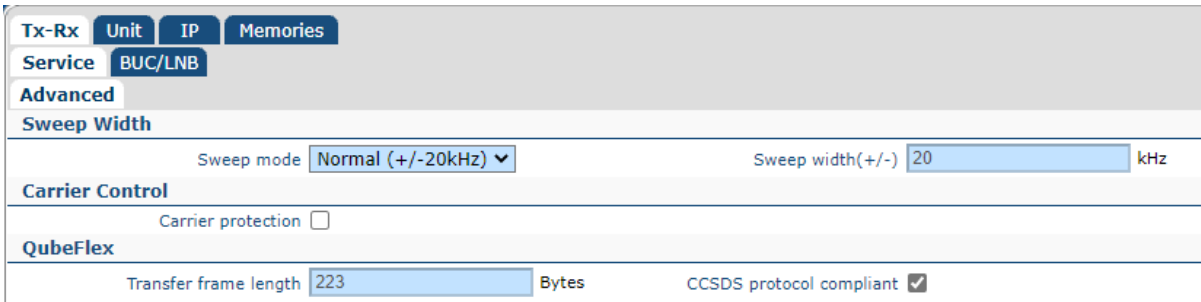 Tx-Rx Unit IP Memories
Service BUC/LNB
Advanced
Sweep Width
Sweep mode Normal (+/-20kHz) Sweep width(+/-) 20 kHz
Carrier Control
Carrier protection
QubeFlex
Transfer frame length 223 Bytes CCSDS protocol compliant